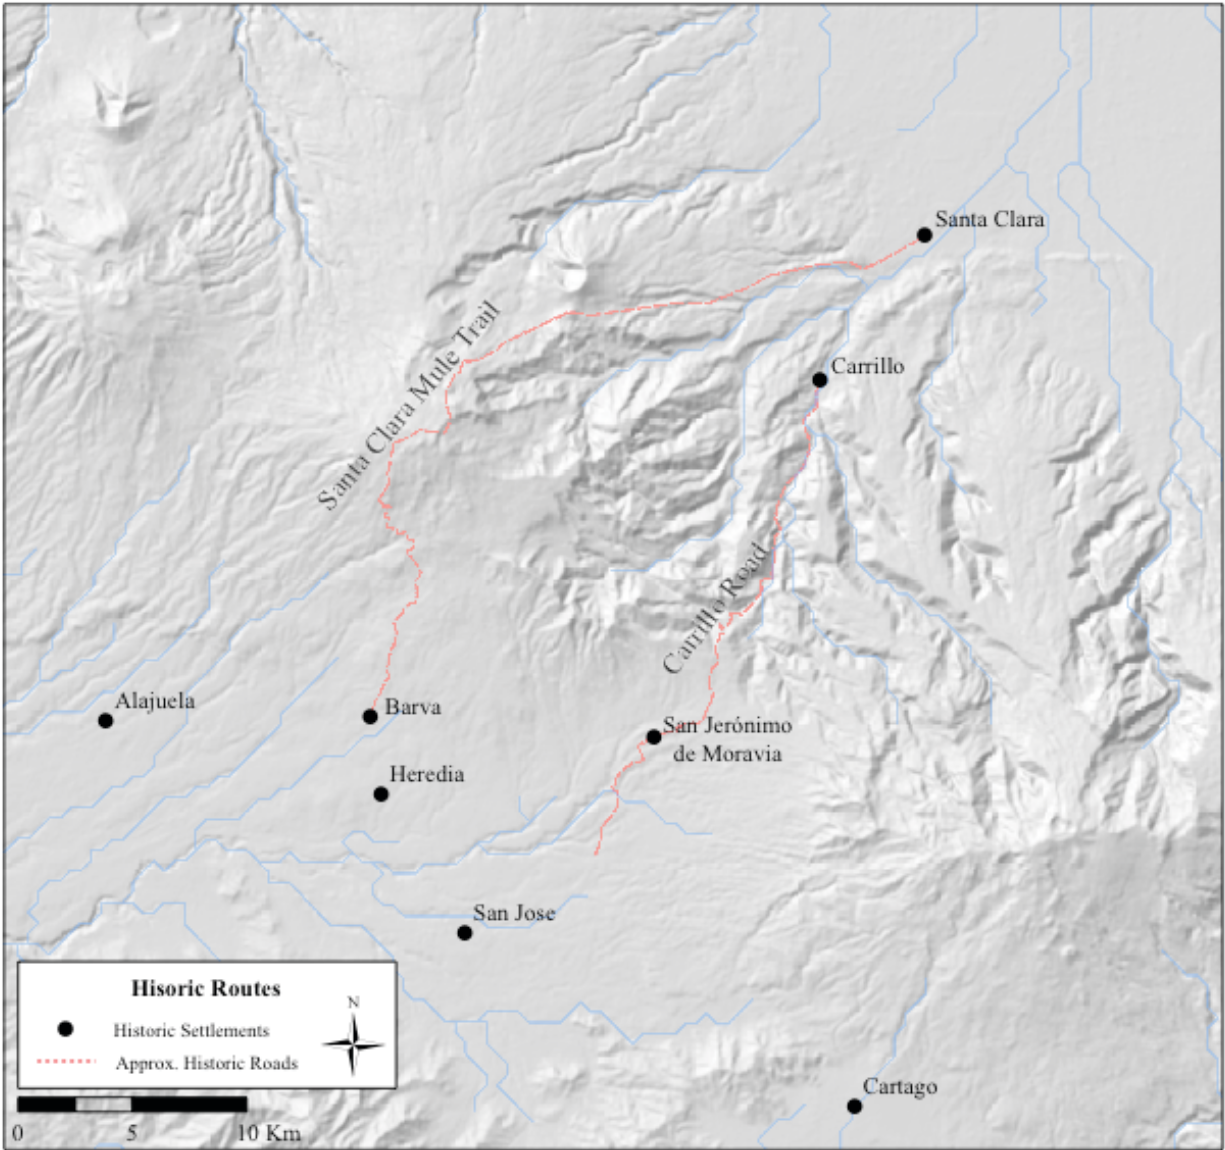 Santa Clara
Santa Clara Mule Trail
Carrillo
Carrillo Road
Alajuela
Barva
San Jerónimo
de Moravia
Heredia
San Jose
Hisoric Routes
N
Historic Settlements
Approx. Historic Roads
Cartago
0 5 10 Km